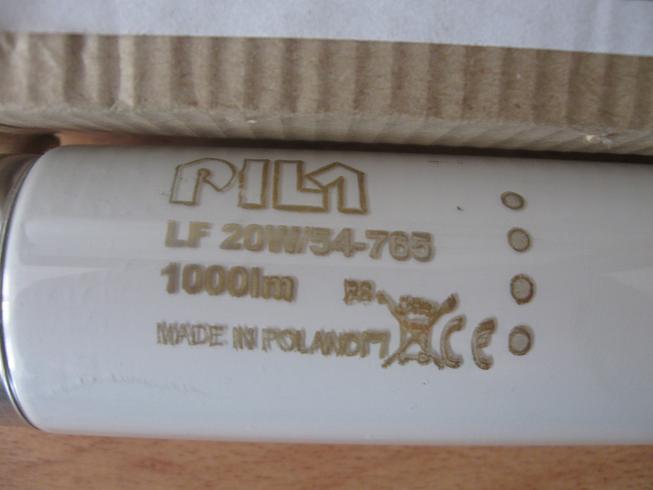 PILA
LF 20W/54-765
1000lm
MADE IN POLAND CE